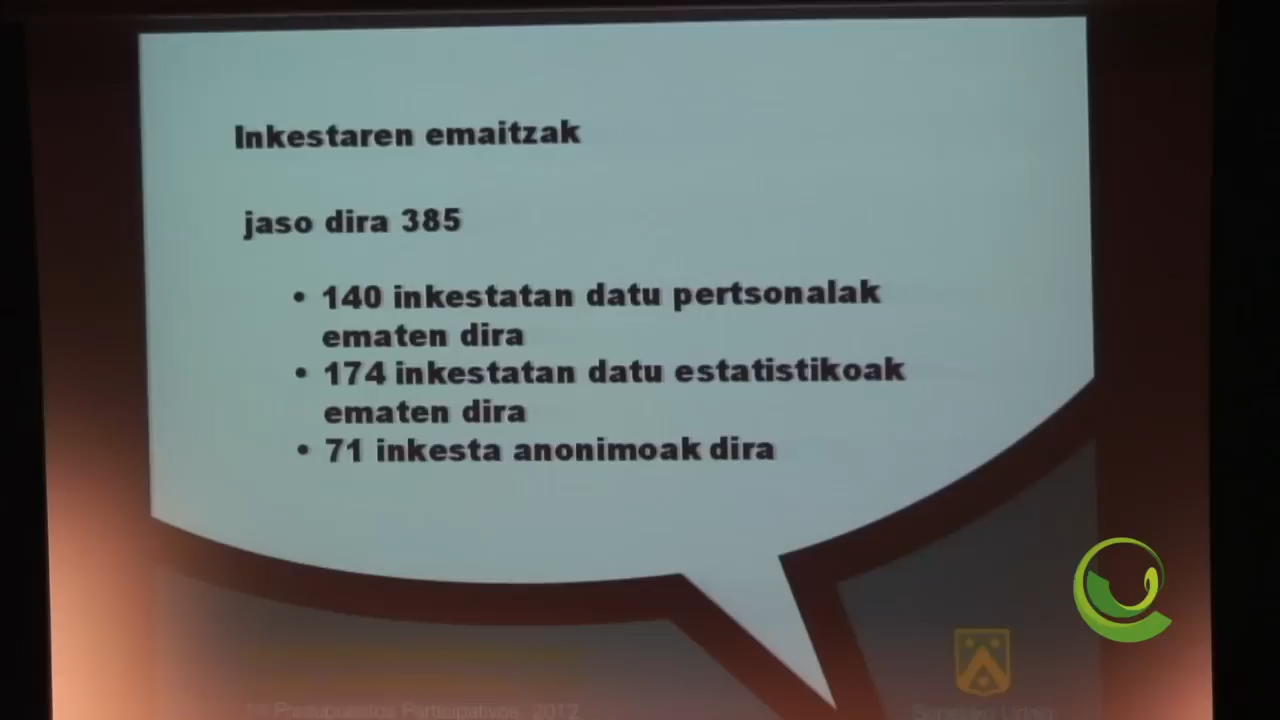 Inkestaren emaitzak
jaso dira 385
• 140 inkestatan datu pertsonalak
ematen dira
• 174 inkestatan datu estatistikoak
ematen dira
• 71 inkesta anonimoak dira
Presupuestos Participativos 2012